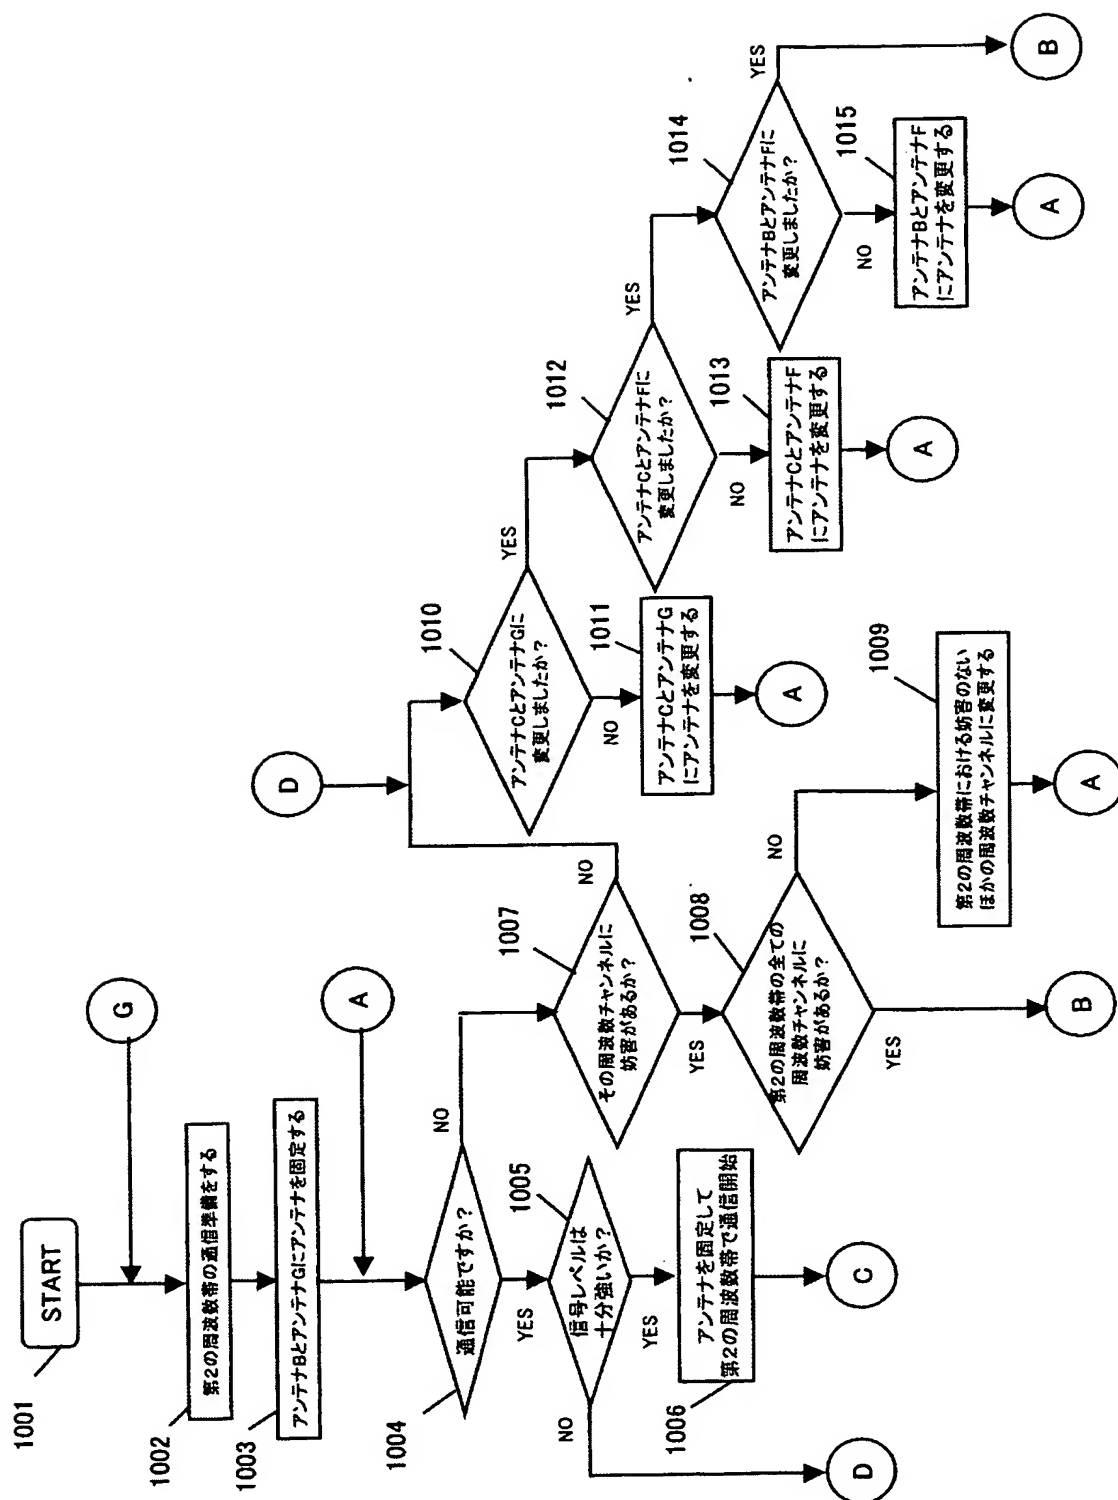 1001
START
G
1002
第2の周波数帯の通信準備をする
1003
アンテナBとアンテナGにアンテナを固定する
A
1004
通信可能ですか?
NO
YES
1005
信号レベルは
十分強いか?
NO
YES
1006
アンテナを固定して
第2の周波数帯で通信開始
D
C
1007
その周波数チャンネルに
妨害があるか?
NO
YES
1008
第2の周波数帯の全ての
周波数チャンネルに
妨害があるか?
NO
YES
B
1009
第2の周波数帯における妨害のない
ほかの周波数チャンネルに変更する
A
D
1010
アンテナCとアンテナGに
変更しましたか?
YES
NO
1011
アンテナCとアンテナG
にアンテナを変更する
A
1012
アンテナCとアンテナFに
変更しましたか?
YES
NO
1013
アンテナCとアンテナF
にアンテナを変更する
A
1014
アンテナBとアンテナFに
変更しましたか?
YES
NO
1015
アンテナBとアンテナF
にアンテナを変更する
A
B